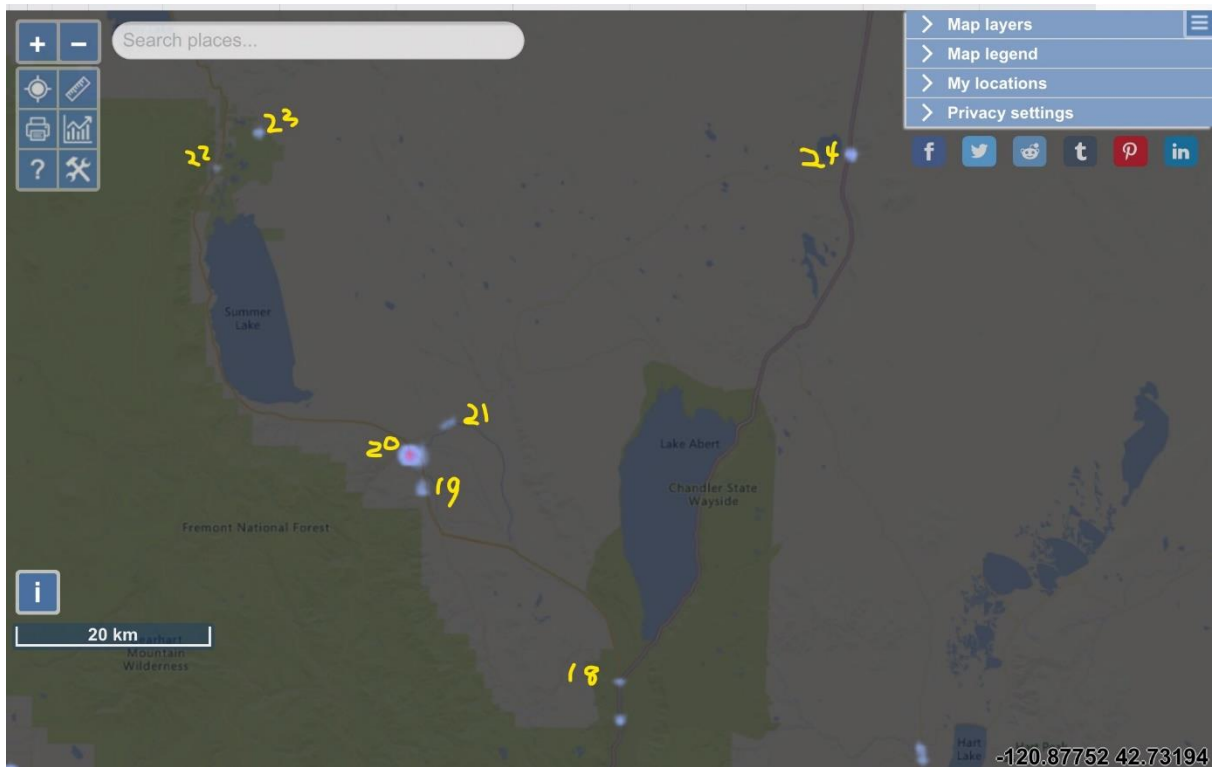 + −
Search places...
Map layers
Map legend
My locations
Privacy settings
?
f
t
in
23
22
24
Summer
Lake
21
20
19
Lake Abert
Chandler State
Wayside
Fremont National Forest
i
20 km
Mountain
Wilderness
18
Hart
Lake
-120.87752 42.73194